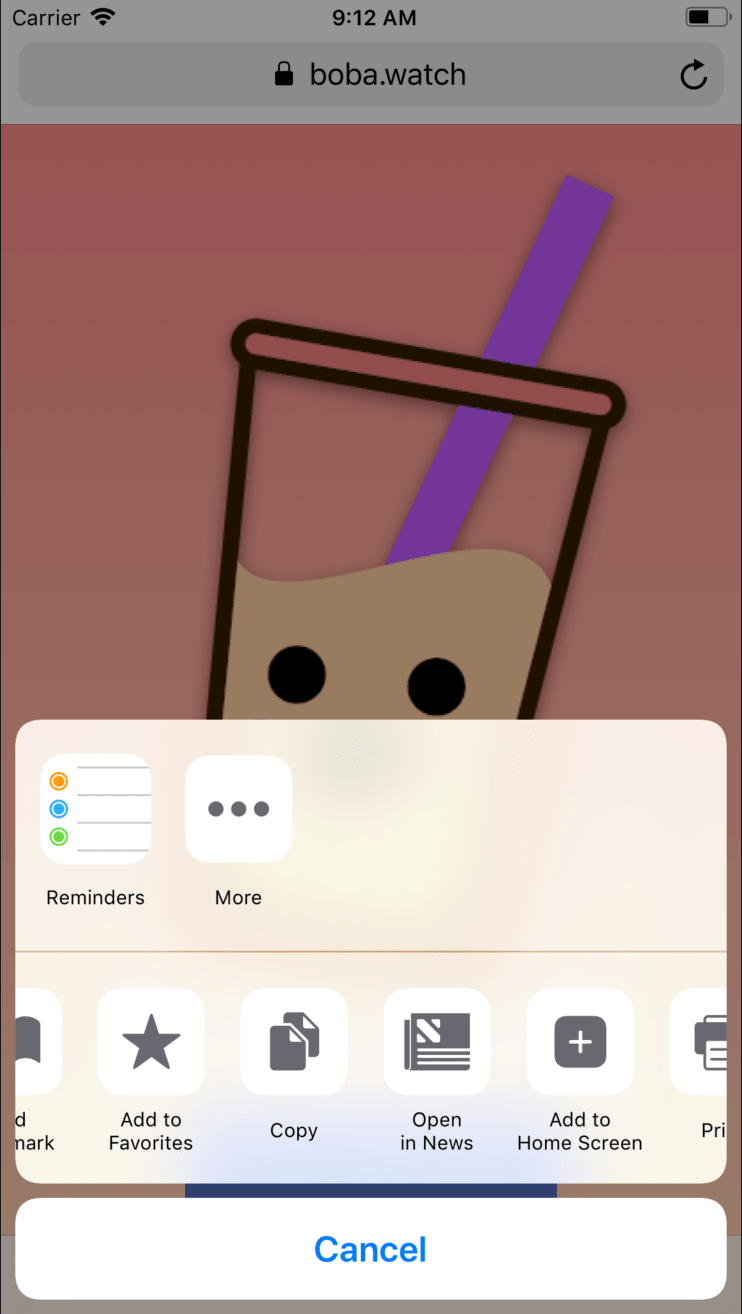 Carrier 9:12 AM
boba.watch
Reminders More
d
mark
Add to
Favorites
Copy
Open
in News
Add to
Home Screen
Pri
Cancel